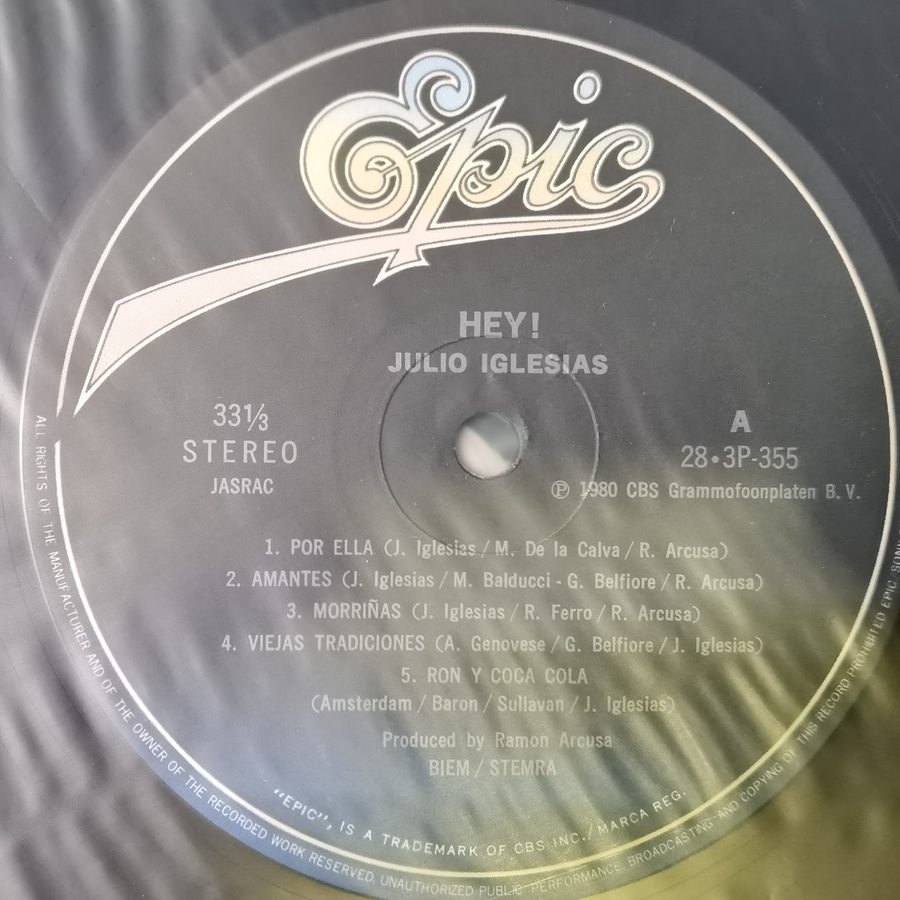 Epic
HEY!
JULIO IGLESIAS
33⅓
STEREO
JASRAC
A
28・3P-355
Ⓟ 1980 CBS Grammofoonplaten B. V.
1. POR ELLA (J. Iglesias / M. De la Calva / R. Arcusa)
2. AMANTES (J. Iglesias / M. Balducci - G. Belfiore / R. Arcusa)
3. MORRIÑAS (J. Iglesias / R. Ferro / R. Arcusa)
4. VIEJAS TRADICIONES (A. Genovese / G. Belfiore / J. Iglesias)
5. RON Y COCA COLA
(Amsterdam / Baron / Sullavan / J. Iglesias)
Produced by Ramon Arcusa
BIEM / STEMRA
"EPIC", IS A TRADEMARK OF CBS INC./MARCA REG.
ALL RIGHTS OF THE MANUFACTURER AND OF THE OWNER OF THE RECORDED WORK RESERVED. UNAUTHORIZED PUBLIC PERFORMANCE, BROADCASTING AND COPYING OF THIS RECORD PROHIBITED EPIC